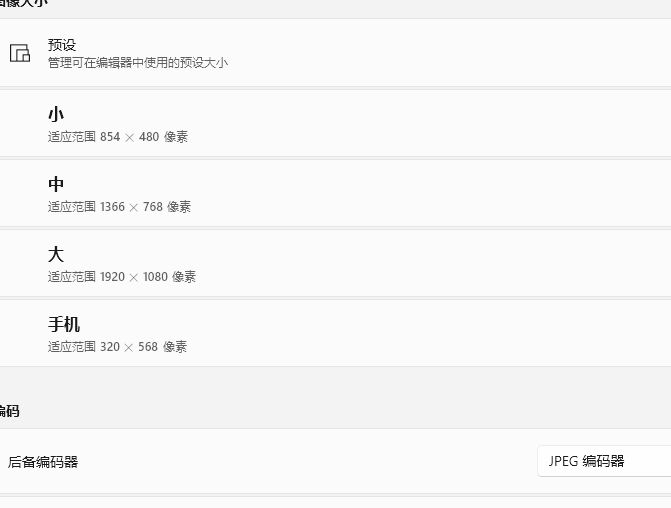 图像大小
预设
管理可在编辑器中使用的预设大小
小
适应范围 854 × 480 像素
中
适应范围 1366 × 768 像素
大
适应范围 1920 × 1080 像素
手机
适应范围 320 × 568 像素
编码
后备编码器
JPEG 编码器